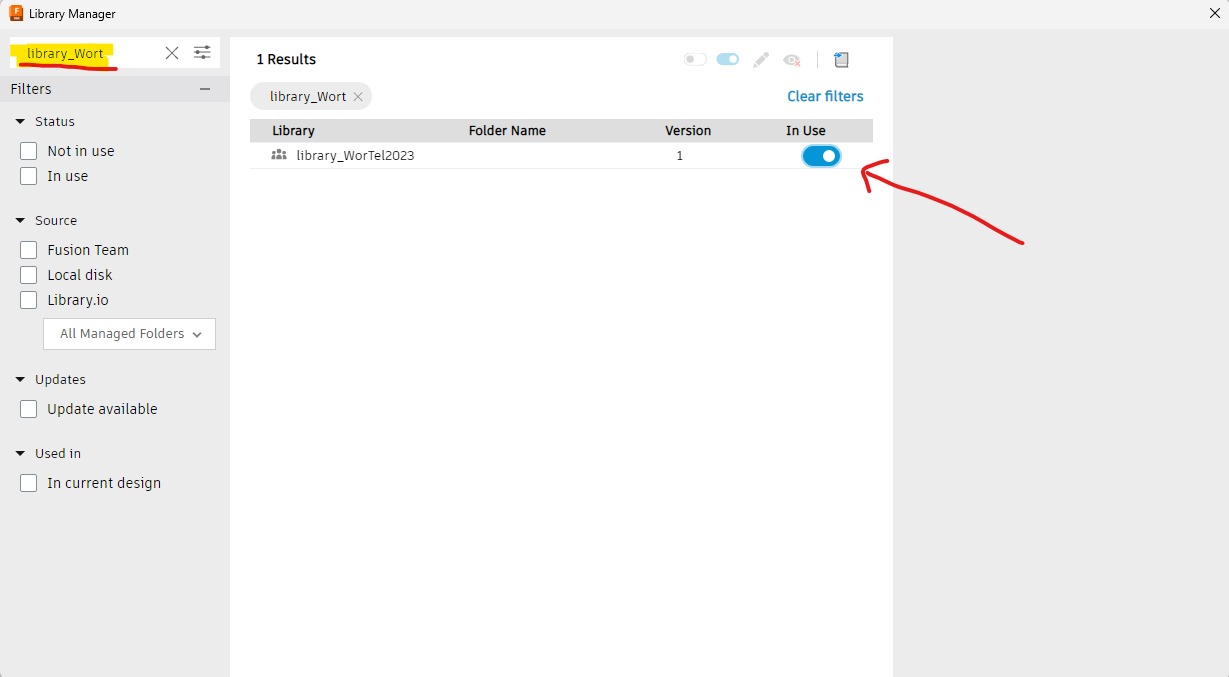 Library Manager
library_Wort
Filters
Status
Not in use
In use
Source
Fusion Team
Local disk
Library.io
All Managed Folders
Updates
Update available
Used in
In current design
1 Results
library_Wort
Clear filters
Library Folder Name Version In Use
library_WorTel2023 1